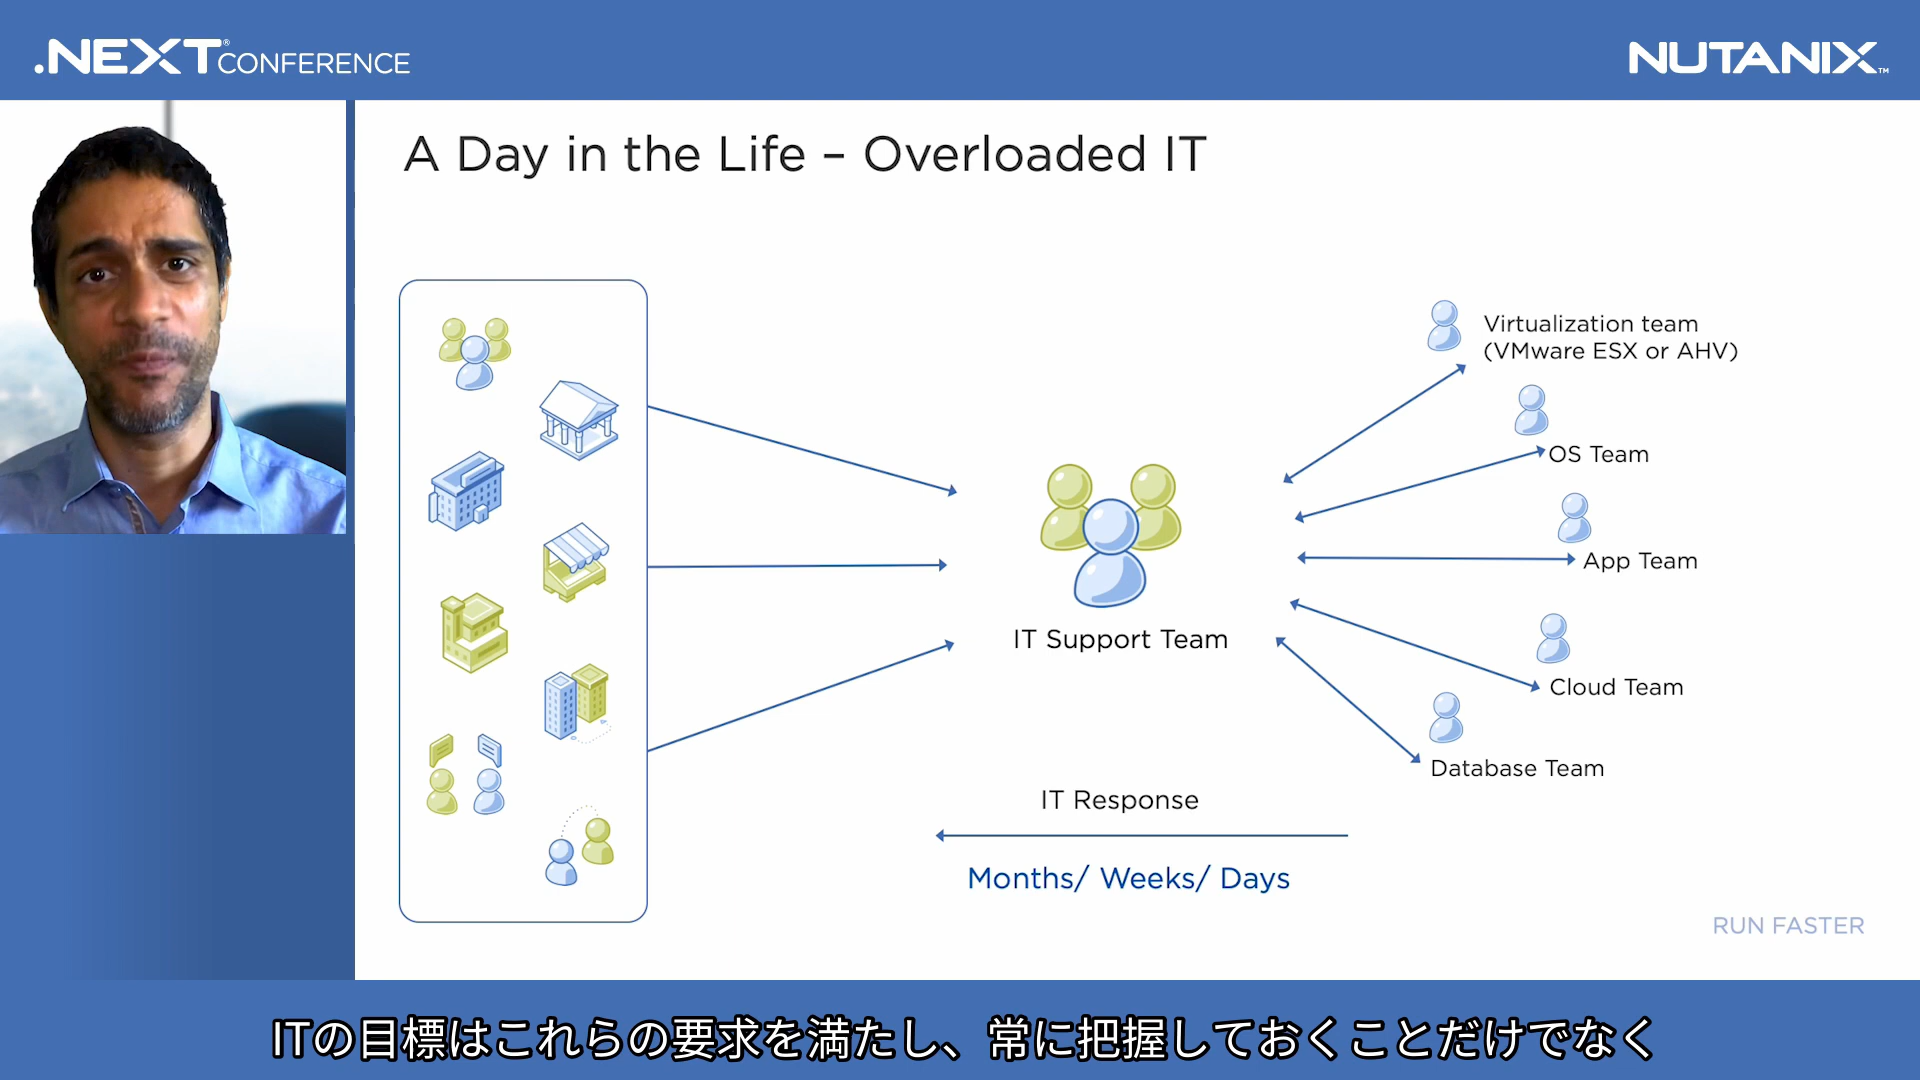 .NEXT® CONFERENCE
NUTANIX™
A Day in the Life – Overloaded IT
Virtualization team
(VMware ESX or AHV)
OS Team
App Team
IT Support Team
Cloud Team
Database Team
IT Response
Months/ Weeks/ Days
RUN FASTER
ITの目標はこれらの要求を満たし、常に把握しておくことだけでなく